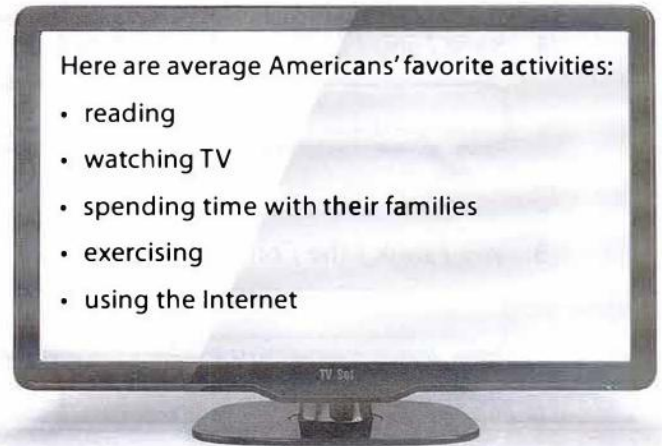 Here are average Americans' favorite activities:
• reading
• watching TV
• spending time with their families
• exercising
• using the Internet
TV Set